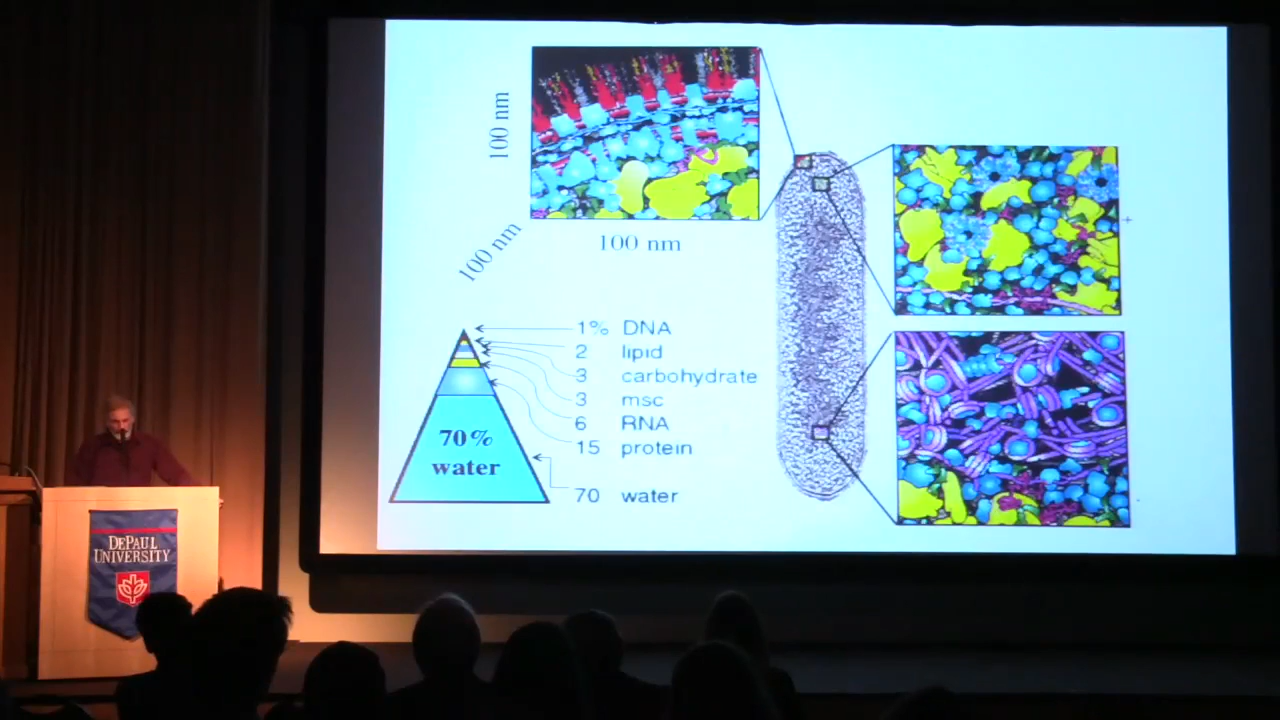 100 nm
100 nm
100 nm
1% DNA
2 lipid
3 carbohydrate
3 msc
6 RNA
15 protein
70 water
70%
water
DEPAUL
UNIVERSITY